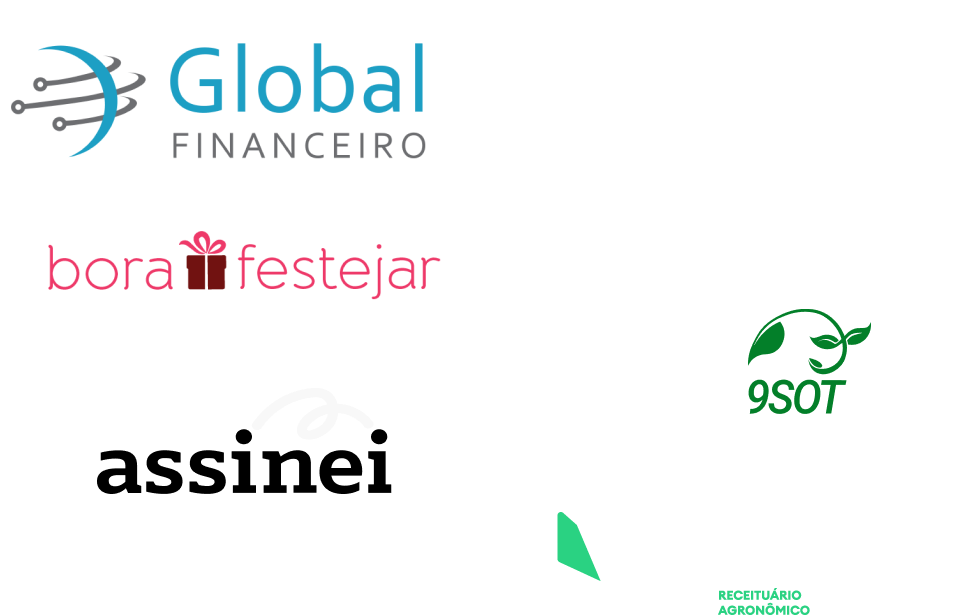 Global
FINANCEIRO
bora festejar
9SOT
assinei
RECEITUÁRIO
AGRONÔMICO